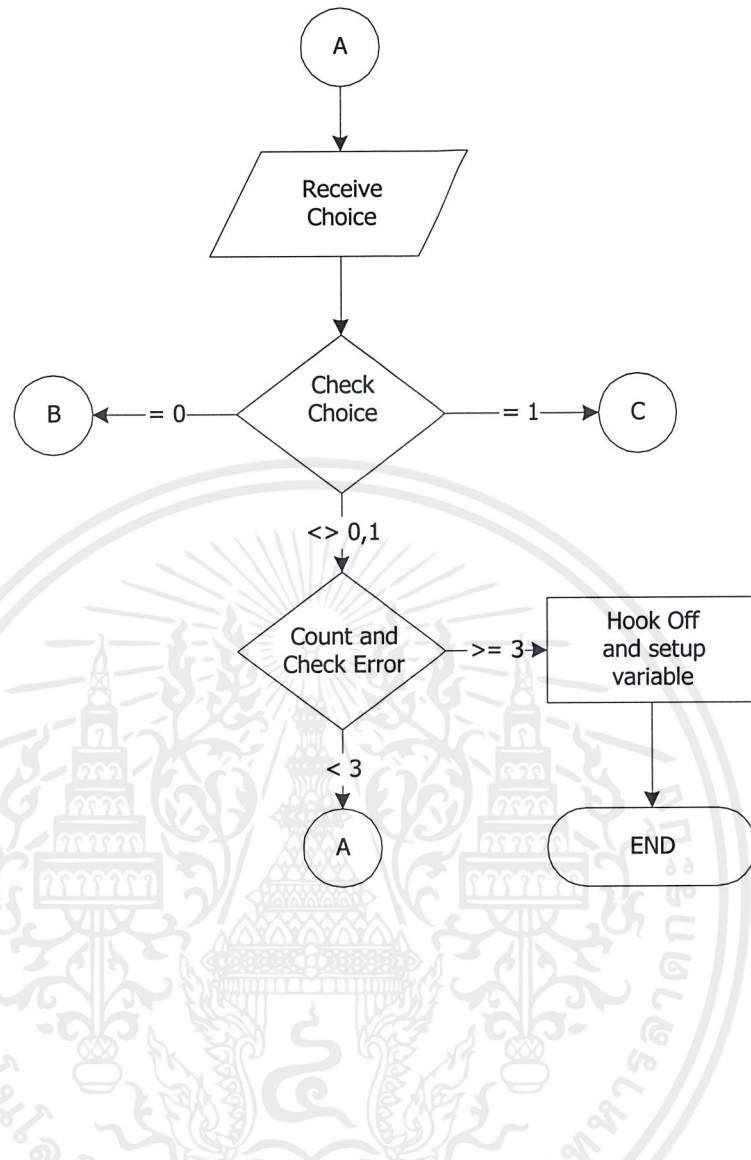 A
Receive
Choice
Check
Choice
B
= 0
= 1
C
<> 0,1
Count and
Check Error
>= 3
Hook Off
and setup
variable
< 3
A
END